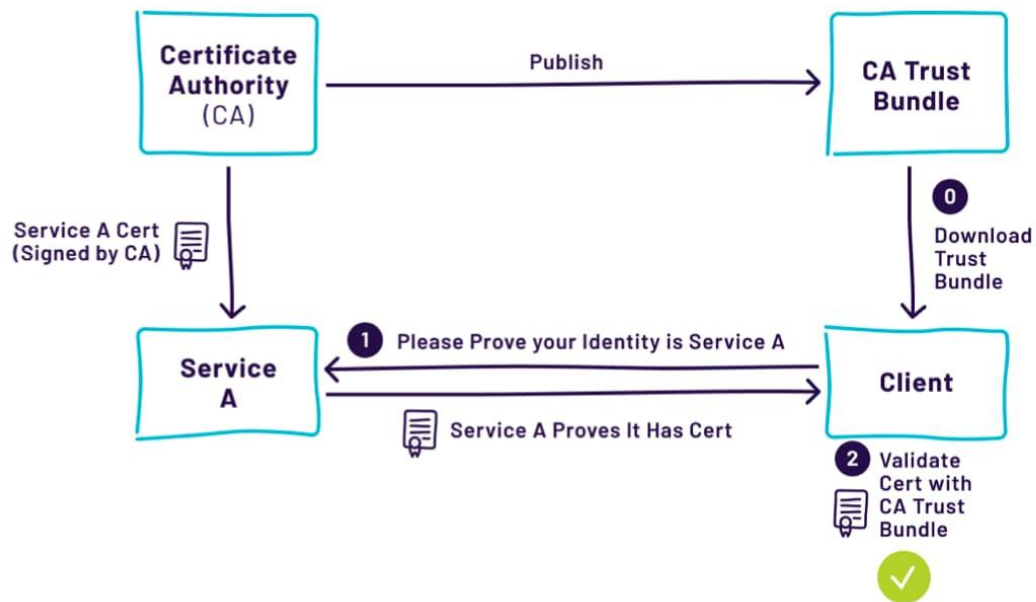 Certificate
Authority
(CA)
Publish
CA Trust
Bundle
Service A Cert
(Signed by CA)
0
Download
Trust
Bundle
1 Please Prove your Identity is Service A
Service
A
Client
Service A Proves It Has Cert
2 Validate
Cert with
CA Trust
Bundle